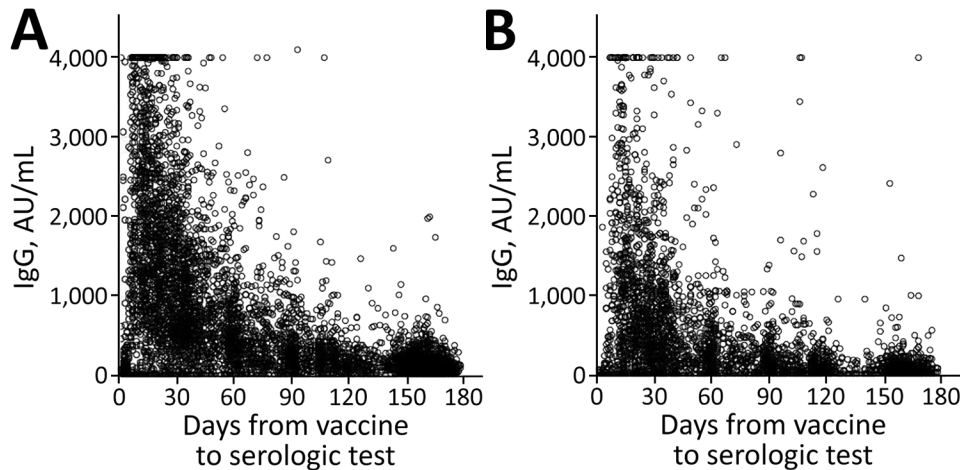 A
IgG, AU/mL
4,000
3,000
2,000
1,000
0
0 30 60 90 120 150 180
Days from vaccine
to serologic test
B
IgG, AU/mL
4,000
3,000
2,000
1,000
0
0 30 60 90 120 150 180
Days from vaccine
to serologic test